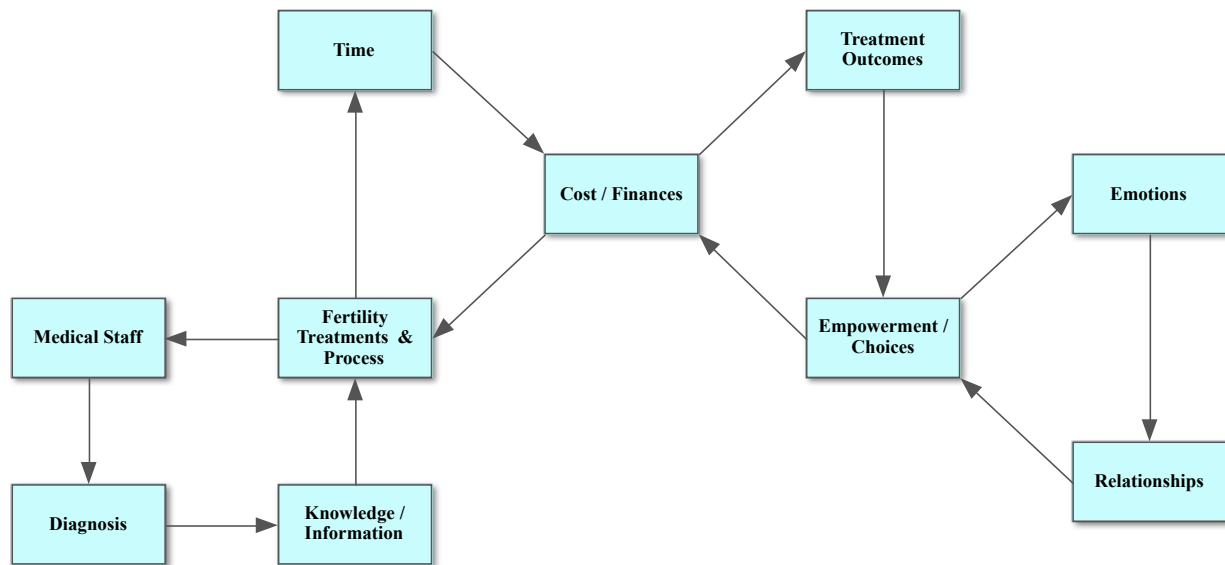 Time
Treatment
Outcomes
Cost / Finances
Emotions
Medical Staff
Fertility
Treatments & 
Process
Empowerment /
Choices
Diagnosis
Knowledge /
Information
Relationships